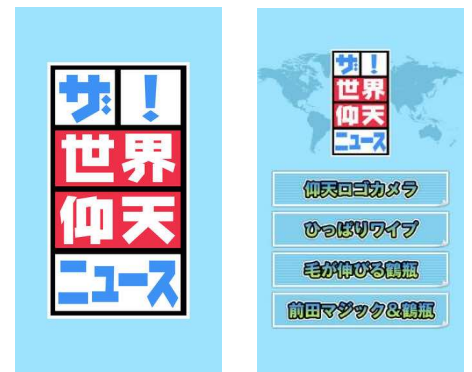 ザ!
世界
仰天
ニュース
ザ!
世界
仰天
ニュース
仰天ロゴカメラ
ひっぱりワイプ
毛が伸びる鶴瓶
前田マジック&鶴瓶